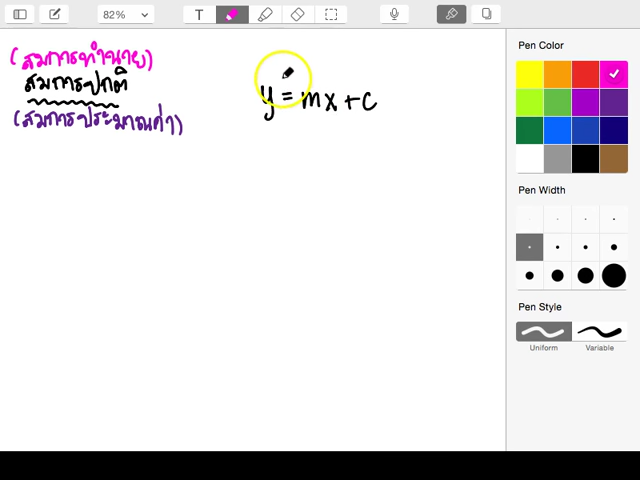 82%
T
(สมการทำนาย)
สมการปกติ
(สมการประมาณค่า)
y = mx + c
Pen Color
Pen Width
Pen Style
Uniform
Variable